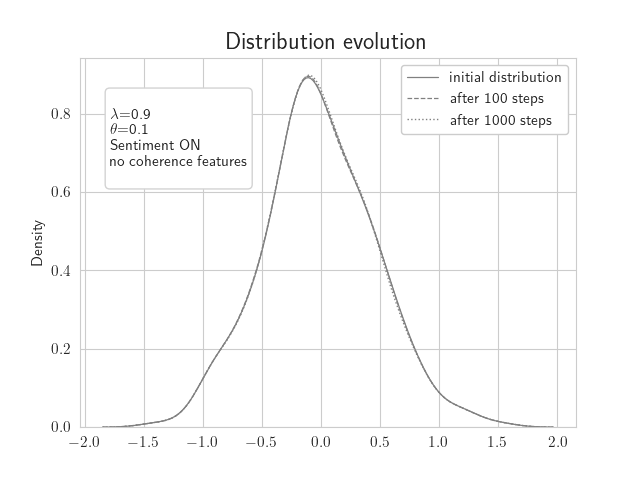 Distribution evolution
initial distribution
after 100 steps
after 1000 steps
λ=0.9
θ=0.1
Sentiment ON
no coherence features
Density
0.8
0.6
0.4
0.2
0.0
−2.0 −1.5 −1.0 −0.5 0.0 0.5 1.0 1.5 2.0